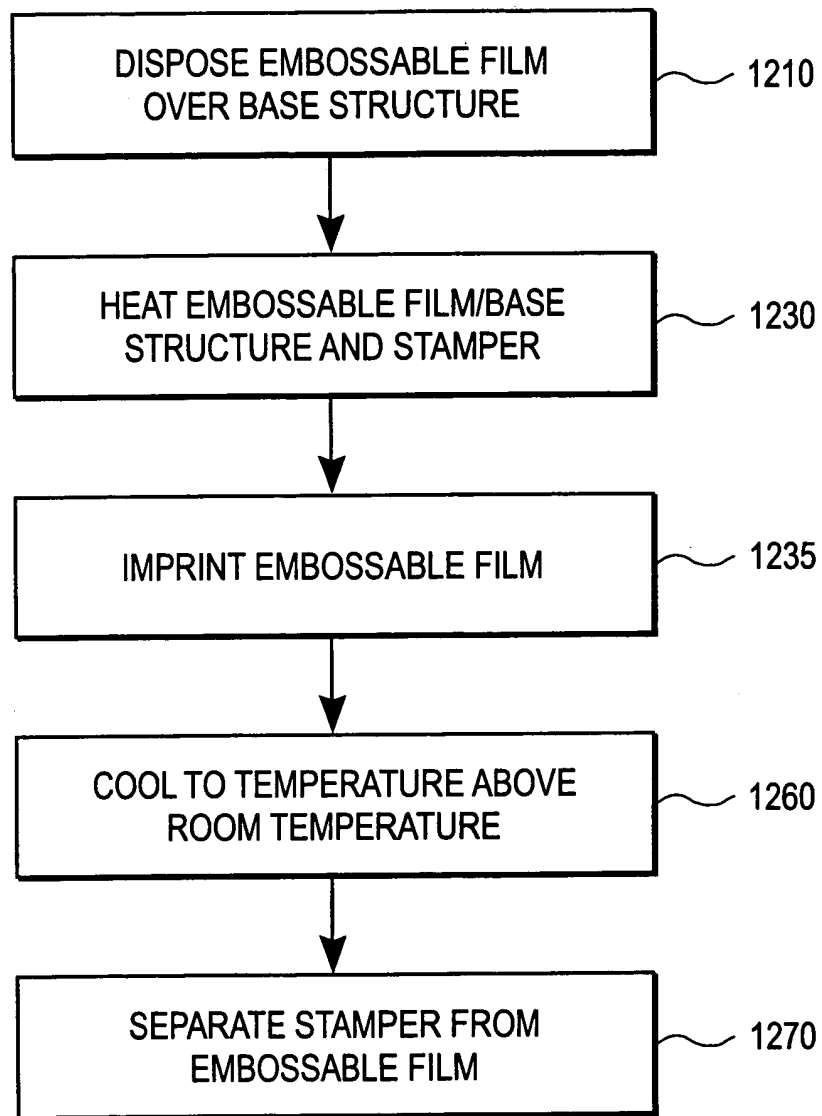 DISPOSE EMBOSSABLE FILM
OVER BASE STRUCTURE
1210
HEAT EMBOSSABLE FILM/BASE
STRUCTURE AND STAMPER
1230
IMPRINT EMBOSSABLE FILM
1235
COOL TO TEMPERATURE ABOVE
ROOM TEMPERATURE
1260
SEPARATE STAMPER FROM
EMBOSSABLE FILM
1270